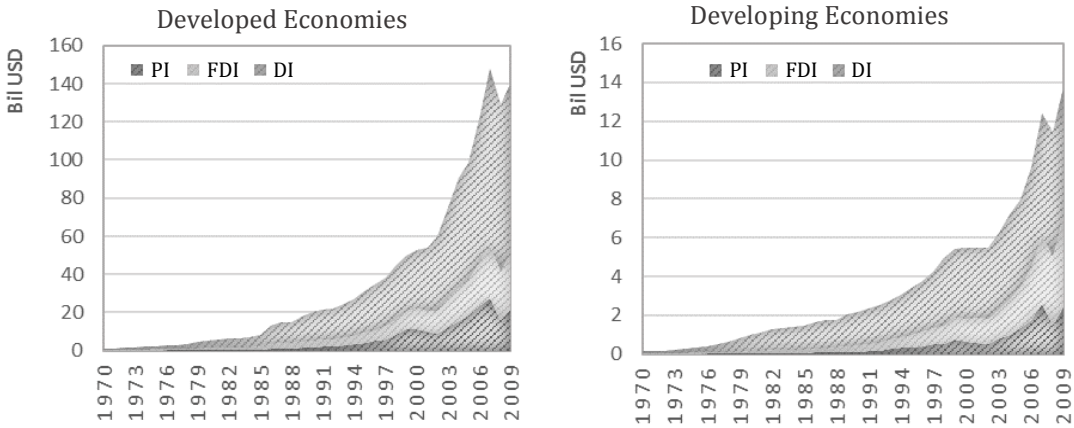 Developed Economies
Bil USD
160
140
120
100
80
60
40
20
0
PI FDI DI
1970 1973 1976 1979 1982 1985 1988 1991 1994 1997 2000 2003 2006 2009
Developing Economies
Bil USD
16
14
12
10
8
6
4
2
0
PI FDI DI
1970 1973 1976 1979 1982 1985 1988 1991 1994 1997 2000 2003 2006 2009